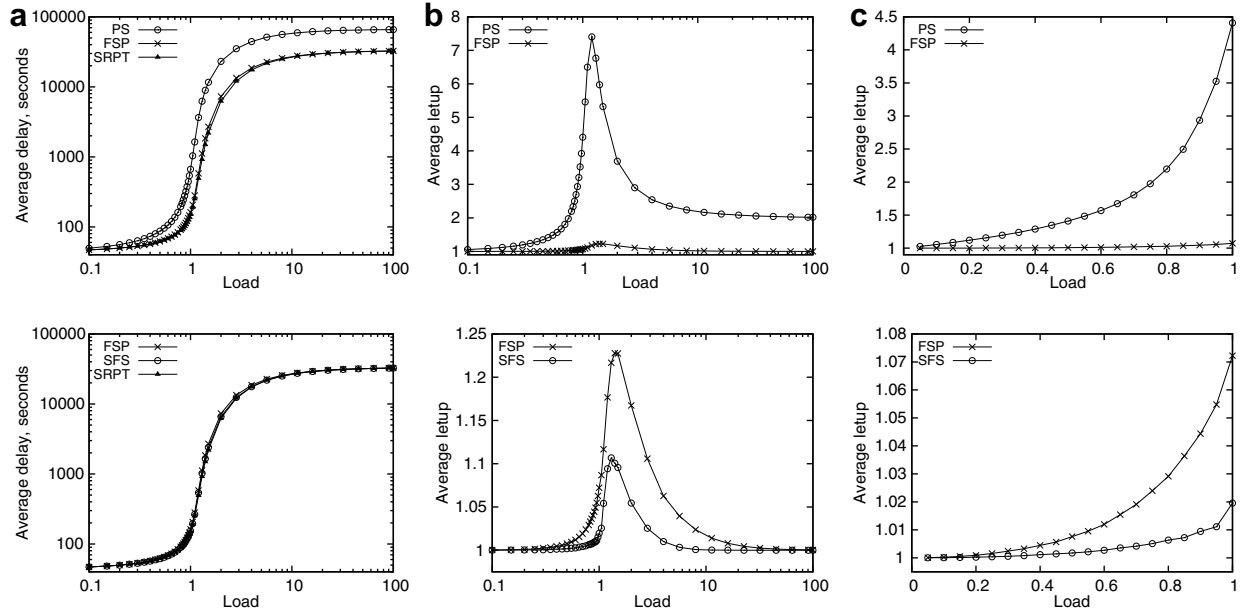 a
100000
10000
1000
100
0.1
1
10
100
Load
Average delay, seconds
PS
FSP
SRPT
b
8
7
6
5
4
3
2
1
0.1
1
10
100
Load
Average letup
PS
FSP
c
4.5
4
3.5
3
2.5
2
1.5
1
0
0.2
0.4
0.6
0.8
1
Load
Average letup
PS
FSP
100000
10000
1000
100
0.1
1
10
100
Load
Average delay, seconds
FSP
SFS
SRPT
1.25
1.2
1.15
1.1
1.05
1
0.1
1
10
100
Load
Average letup
FSP
SFS
1.08
1.07
1.06
1.05
1.04
1.03
1.02
1.01
1
0
0.2
0.4
0.6
0.8
1
Load
Average letup
FSP
SFS